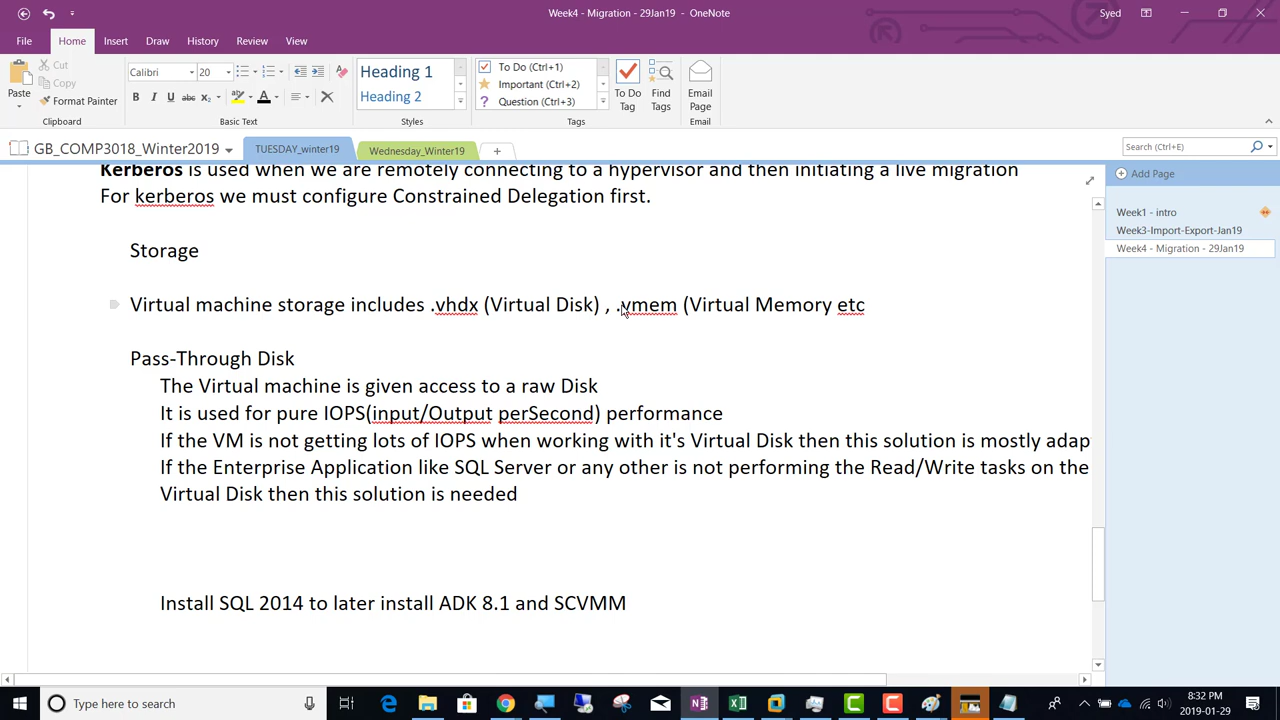 Week4 - Migration - 29Jan19 - OneNote
Syed
File Home Insert Draw History Review View
Paste
Cut
Copy
Format Painter
Clipboard
Calibri 20
B I U abc X₂ A
Basic Text
Heading 1
Heading 2
Styles
To Do (Ctrl+1)
Important (Ctrl+2)
Question (Ctrl+3)
To Do Tag
Find Tags
Tags
Email Page
Email
GB_COMP3018_Winter2019
TUESDAY_winter19
Wednesday_Winter19
Search (Ctrl+E)
Kerberos is used when we are remotely connecting to a hypervisor and then initiating a live migration
For kerberos we must configure Constrained Delegation first.
Storage
Virtual machine storage includes .vhdx (Virtual Disk) , .vmem (Virtual Memory etc
Pass-Through Disk
The Virtual machine is given access to a raw Disk
It is used for pure IOPS(input/Output perSecond) performance
If the VM is not getting lots of IOPS when working with it's Virtual Disk then this solution is mostly adap
If the Enterprise Application like SQL Server or any other is not performing the Read/Write tasks on the
Virtual Disk then this solution is needed
Install SQL 2014 to later install ADK 8.1 and SCVMM
Add Page
Week1 - intro
Week3-Import-Export-Jan19
Week4 - Migration - 29Jan19
Type here to search
8:32 PM
2019-01-29